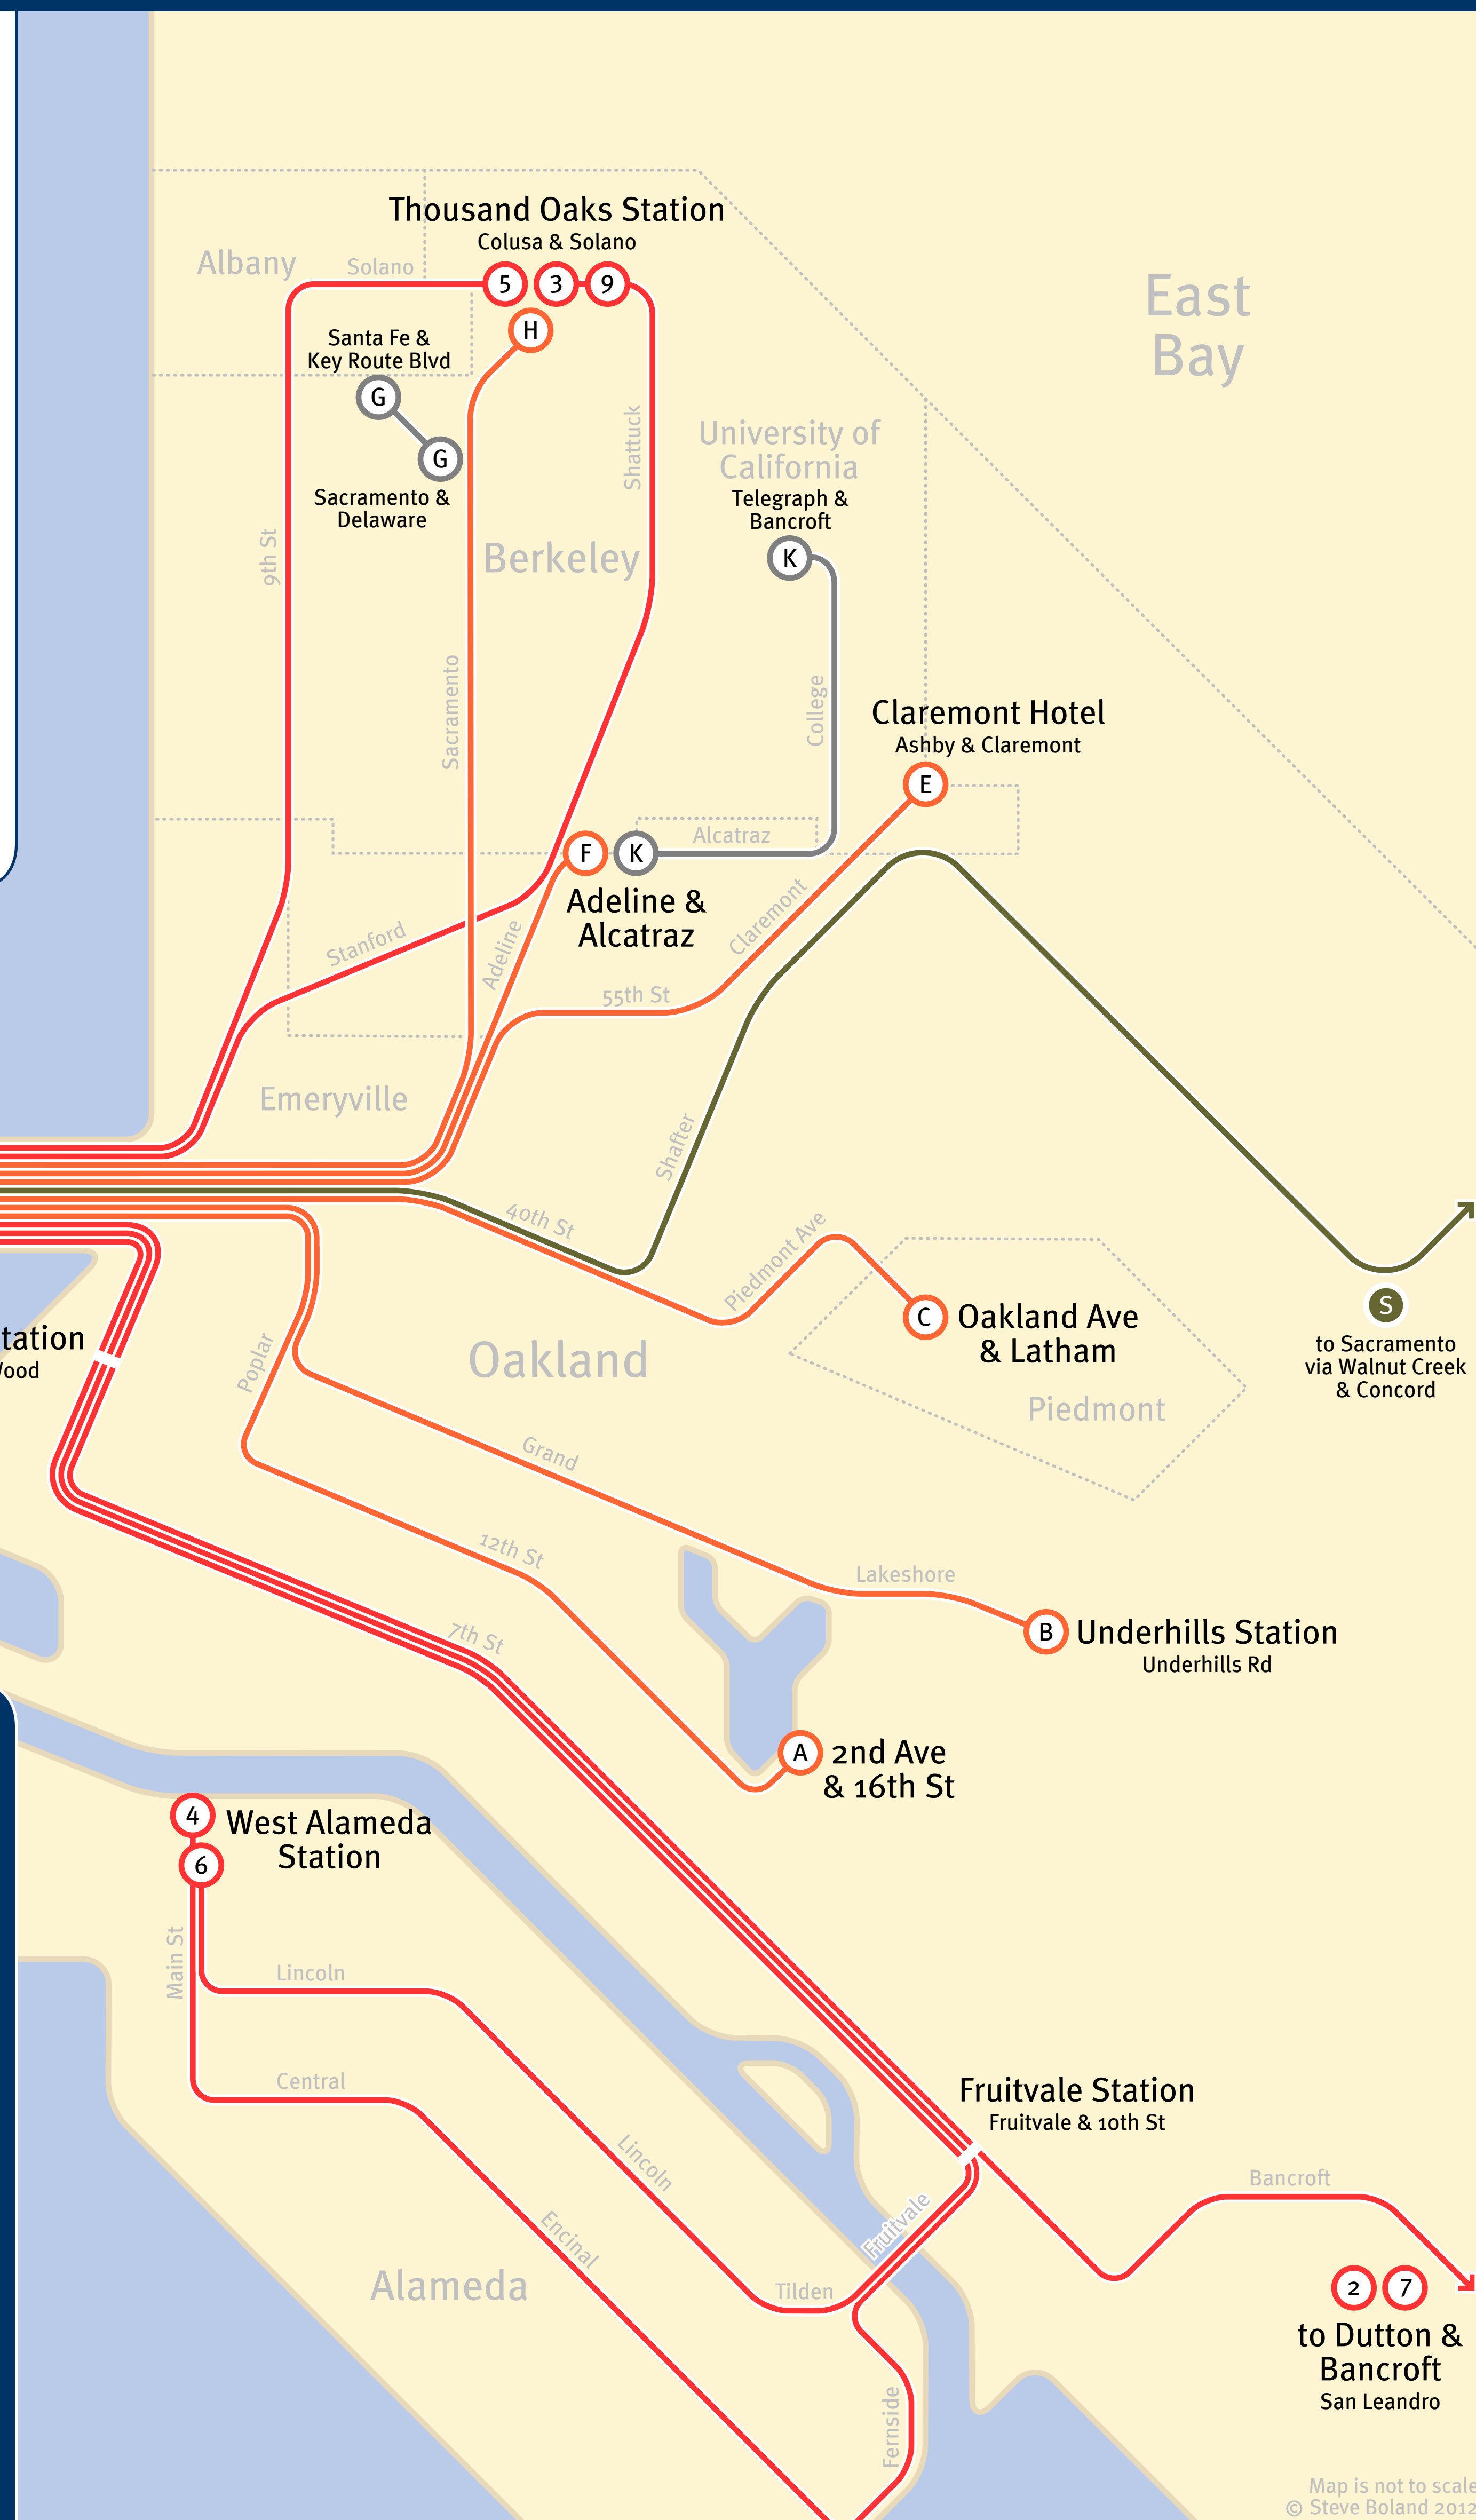 Thousand Oaks Station
Colusa & Solano
Albany
Solano
5
3
9
H
East
Bay
Santa Fe &
Key Route Blvd
G
G
Sacramento &
Delaware
Shattuck
University of
California
Telegraph &
Bancroft
K
9th St
Berkeley
Sacramento
College
Claremont Hotel
Ashby & Claremont
E
Alcatraz
F
K
Adeline &
Alcatraz
Claremont
Stanford
Adeline
55th St
Emeryville
Shafter
40th St
Piedmont Ave
C
Oakland Ave
& Latham
S
to Sacramento
via Walnut Creek
& Concord
tation
ood
Poplar
Oakland
Piedmont
Grand
12th St
Lakeshore
7th St
B
Underhills Station
Underhills Rd
A
2nd Ave
& 16th St
4
6
West Alameda
Station
Main St
Lincoln
Central
Fruitvale Station
Fruitvale & 10th St
Lincoln
Encinal
Fruitvale
Bancroft
Alameda
Tilden
2
7
to Dutton &
Bancroft
San Leandro
Fernside
Map is not to scale
© Steve Boland 2012